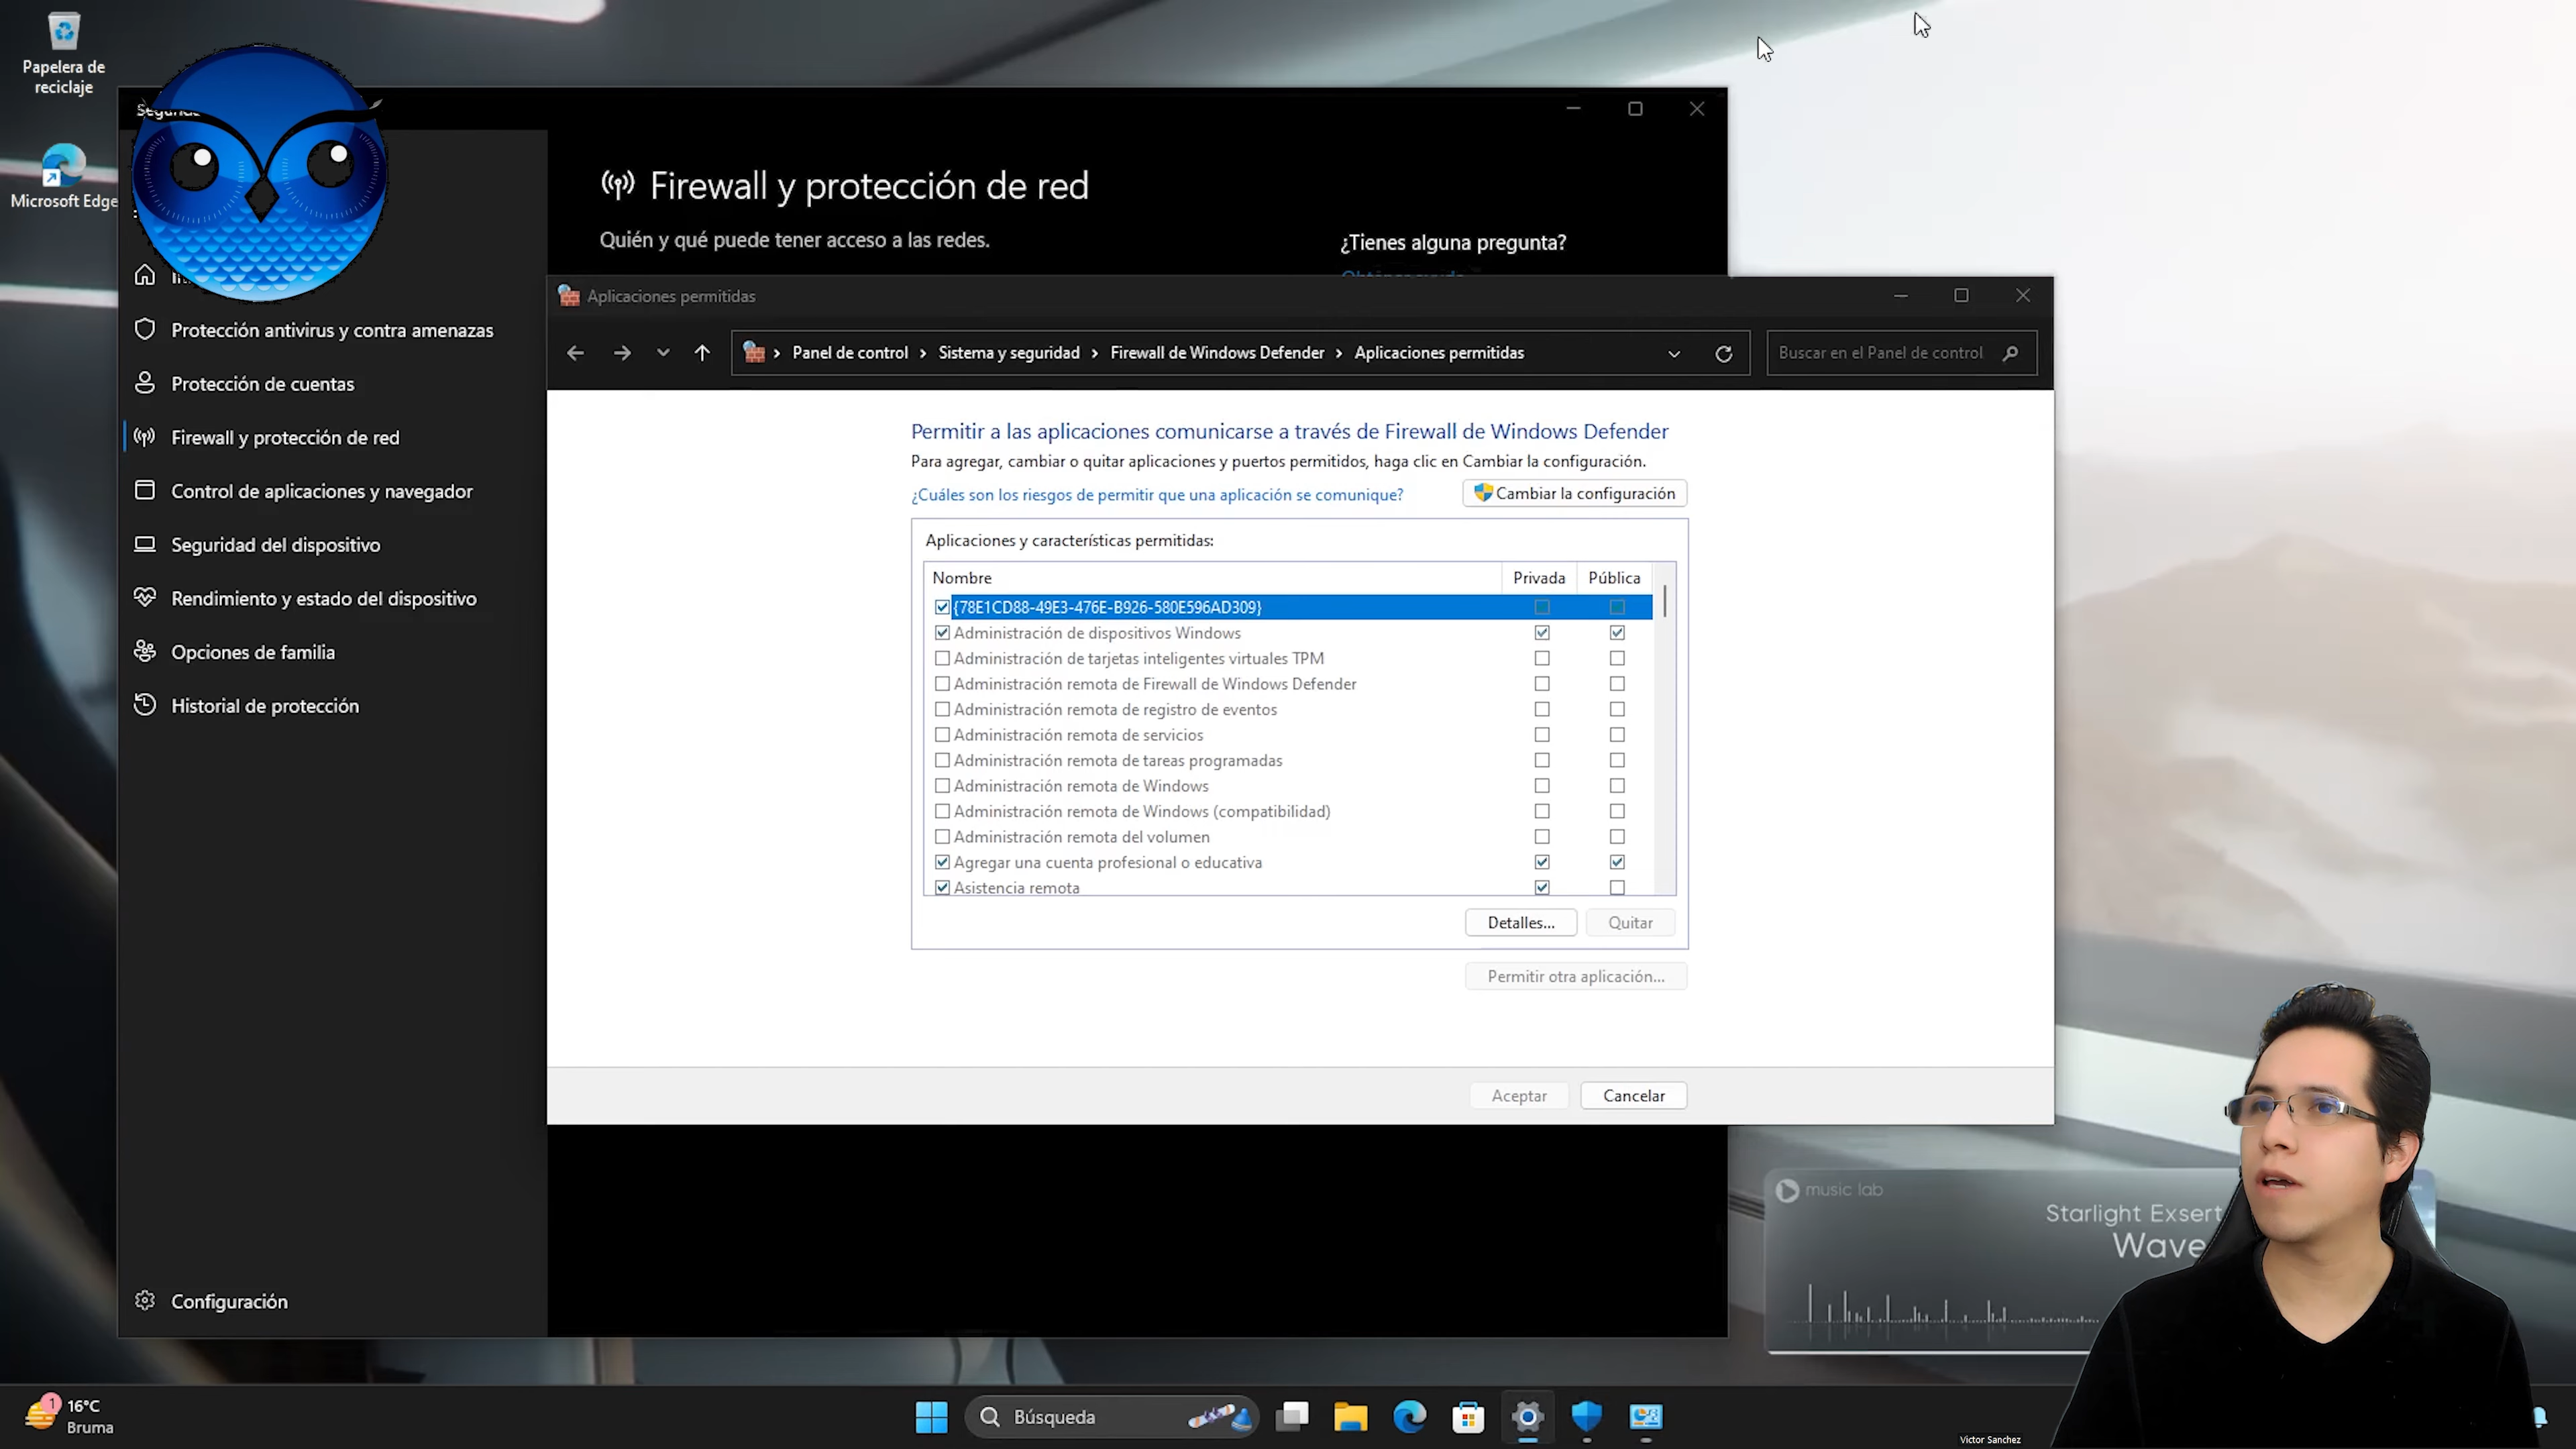 Papelera de
reciclaje
Microsoft Edge
Firewall y protección de red
Quién y qué puede tener acceso a las redes.
¿Tienes alguna pregunta?
Protección antivirus y contra amenazas
Protección de cuentas
Firewall y protección de red
Control de aplicaciones y navegador
Seguridad del dispositivo
Rendimiento y estado del dispositivo
Opciones de familia
Historial de protección
Configuración
Aplicaciones permitidas
Panel de control > Sistema y seguridad > Firewall de Windows Defender > Aplicaciones permitidas
Buscar en el Panel de control
Permitir a las aplicaciones comunicarse a través de Firewall de Windows Defender
Para agregar, cambiar o quitar aplicaciones y puertos permitidos, haga clic en Cambiar la configuración.
¿Cuáles son los riesgos de permitir que una aplicación se comunique?
Cambiar la configuración
Aplicaciones y características permitidas:
Nombre Privada Pública
{78E1CD88-49E3-476E-B926-580E596AD309}
Administración de dispositivos Windows
Administración de tarjetas inteligentes virtuales TPM
Administración remota de Firewall de Windows Defender
Administración remota de registro de eventos
Administración remota de servicios
Administración remota de tareas programadas
Administración remota de Windows
Administración remota de Windows (compatibilidad)
Administración remota del volumen
Agregar una cuenta profesional o educativa
Asistencia remota
Detalles... Quitar
Permitir otra aplicación...
Aceptar Cancelar
music lab
Starlight Exsert
Wave
1
16°C
Bruma
Búsqueda
Victor Sanchez